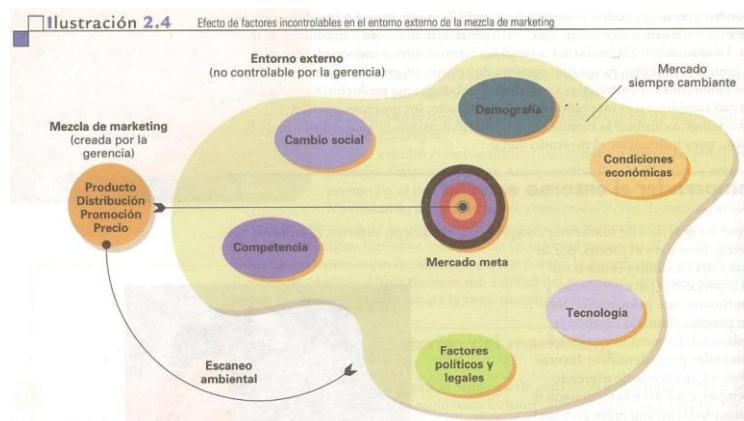 Ilustración 2.4 Efecto de factores incontrolables en el entorno externo de la mezcla de marketing
Entorno externo
(no controlable por la gerencia)
Mercado
siempre cambiante
Mezcla de marketing
(creada por la
gerencia)
Demografía
Cambio social
Condiciones
económicas
Producto
Distribución
Promoción
Precio
Competencia
Mercado meta
Tecnología
Factores
políticos y
legales
Escaneo
ambiental